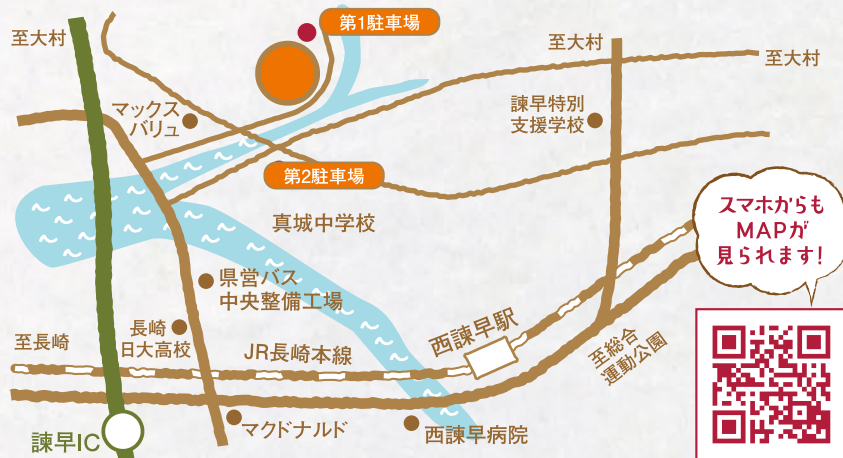 第1駐車場
至大村
至大村
至大村
マックス
バリュ
諫早特別
支援学校
第2駐車場
真城中学校
スマホからも
MAPが
見られます!
県営バス
中央整備工場
長崎
日大高校
至長崎
JR長崎本線
西諫早駅
至総合
運動公園
マクドナルド
西諫早病院
諫早IC